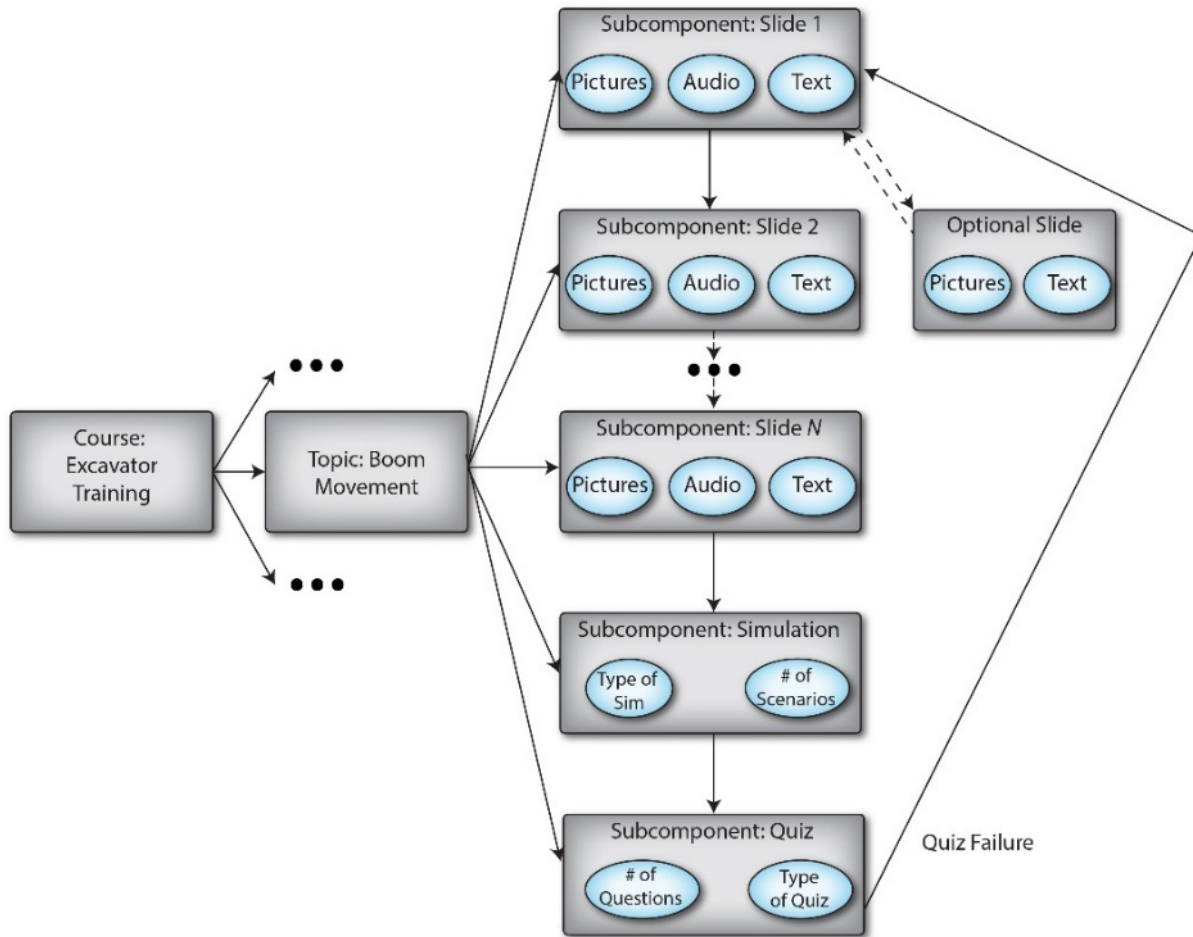 Subcomponent: Slide 1
Pictures
Audio
Text
Subcomponent: Slide 2
Pictures
Audio
Text
Optional Slide
Pictures
Text
Course:
Excavator
Training
Topic: Boom
Movement
Subcomponent: Slide N
Pictures
Audio
Text
Subcomponent: Simulation
Type of
Sim
# of
Scenarios
Subcomponent: Quiz
# of
Questions
Type
of Quiz
Quiz Failure